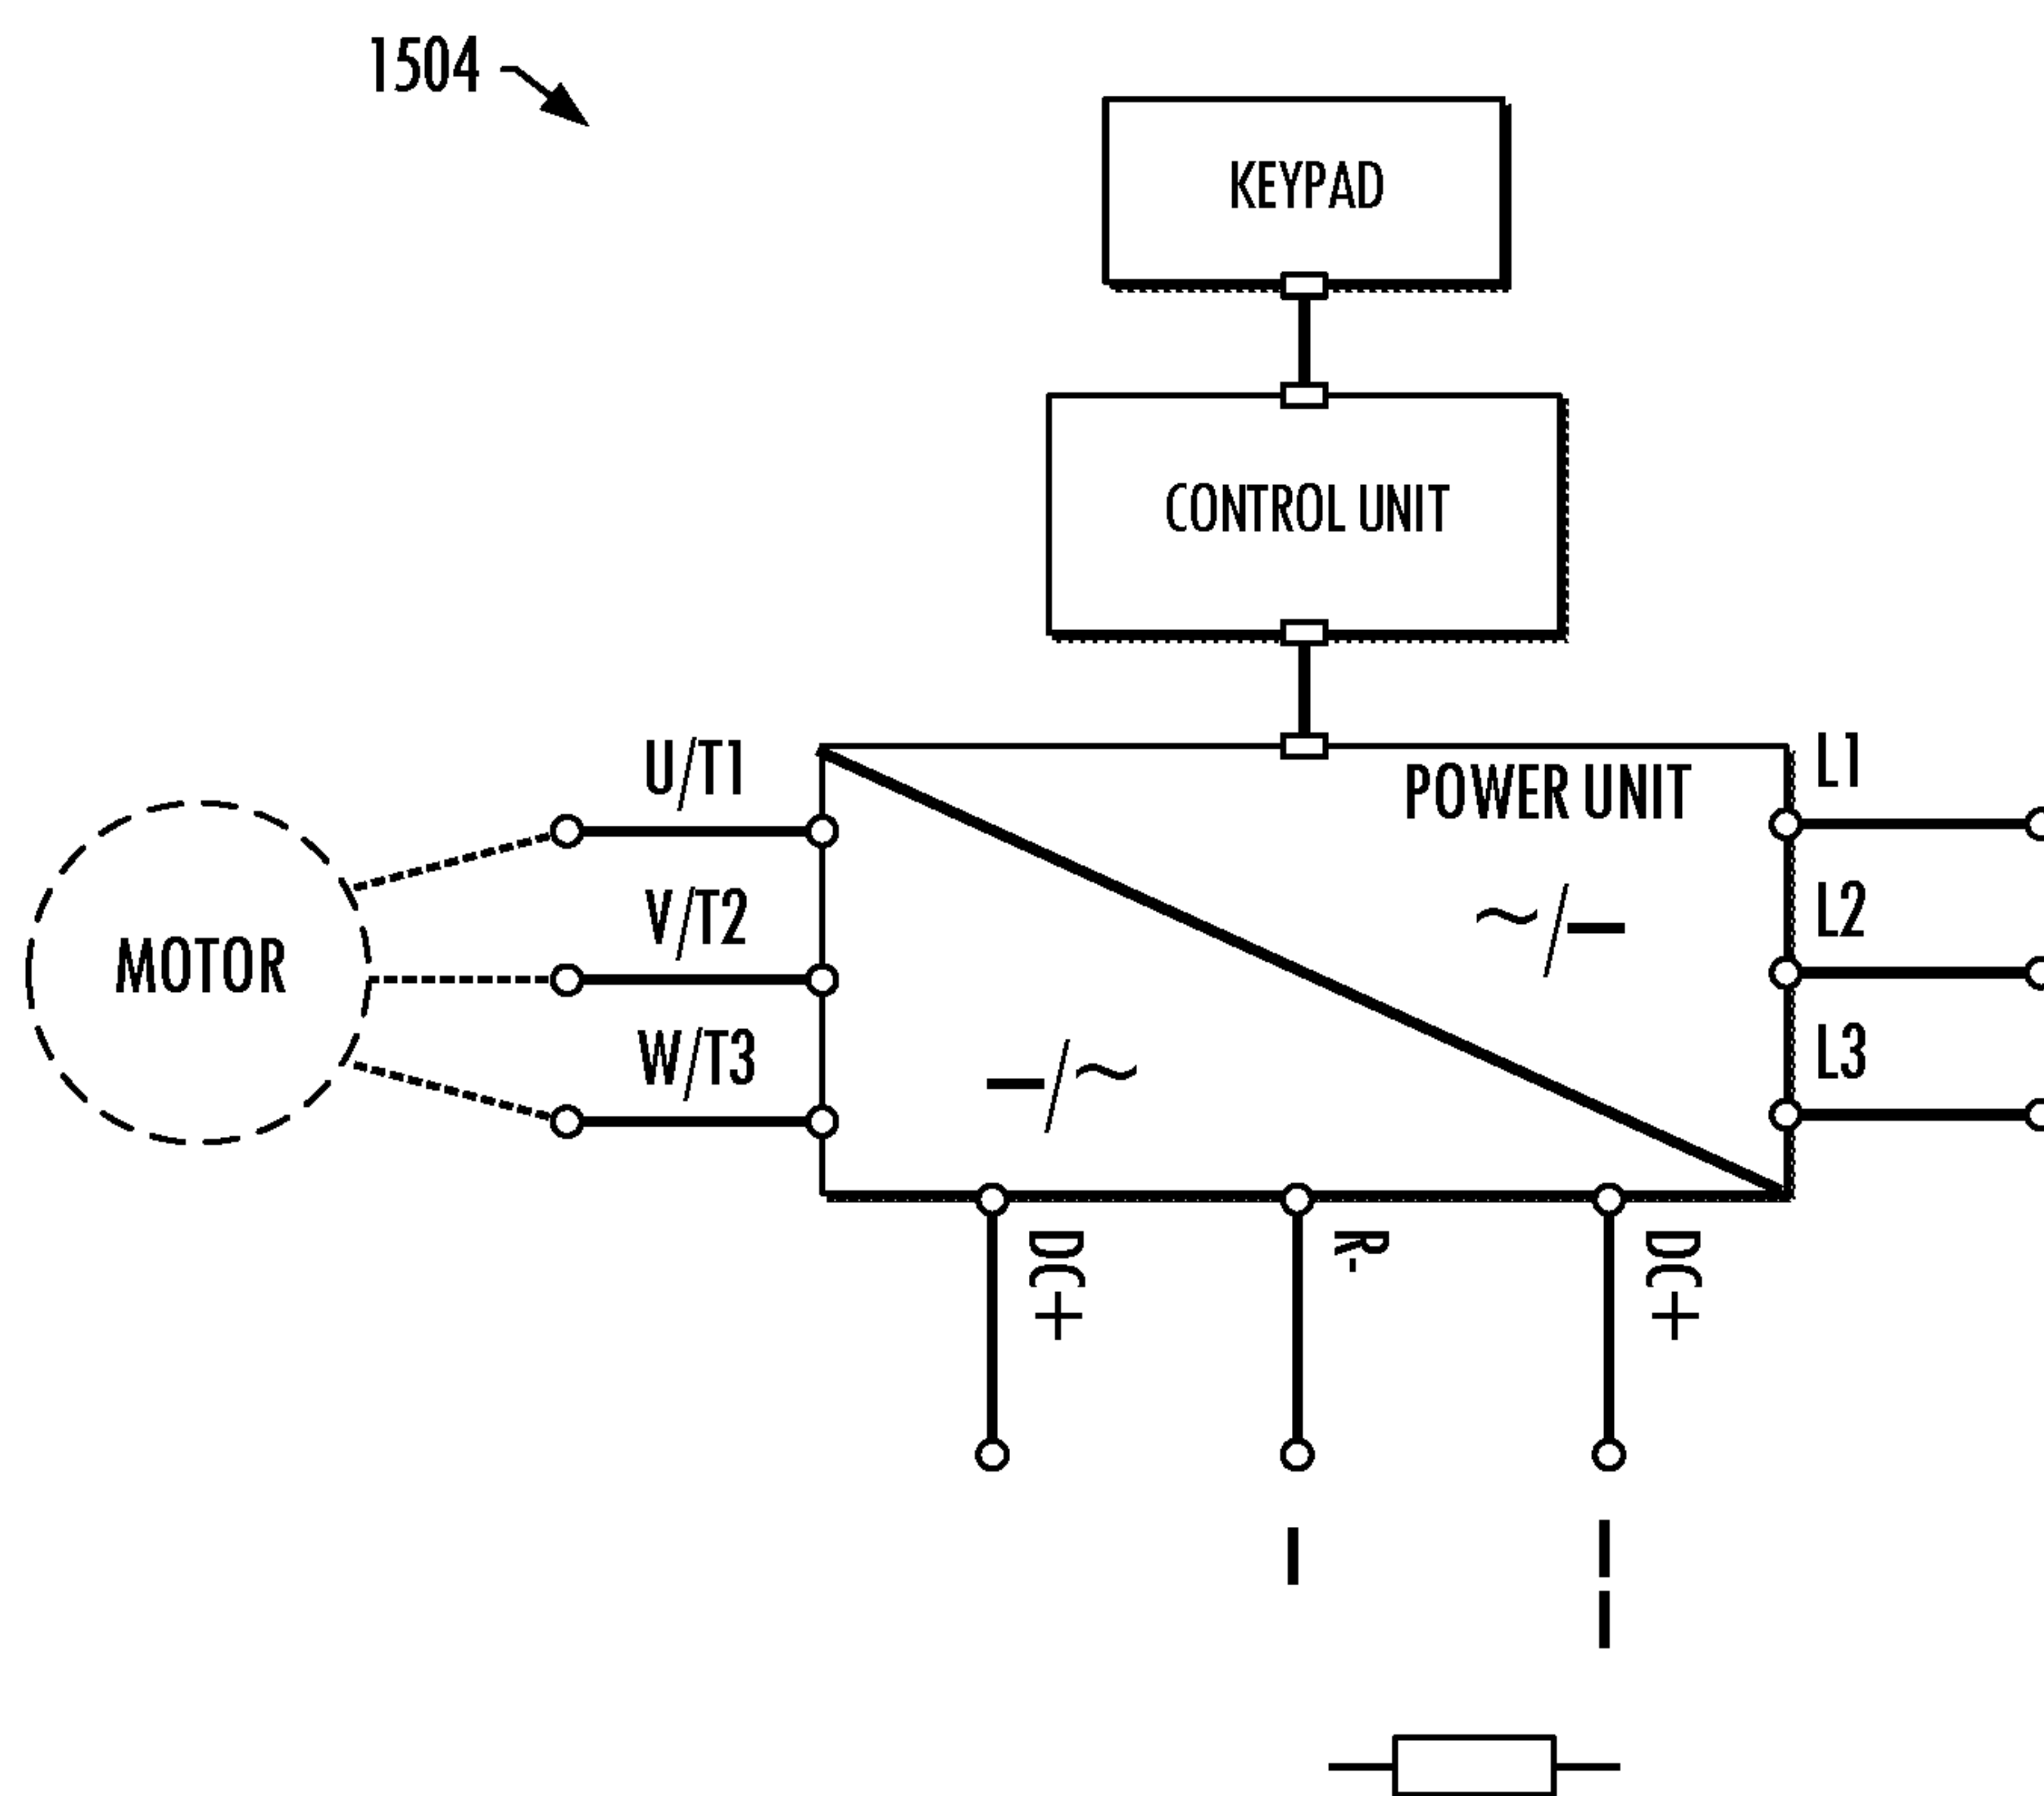 1504
KEYPAD
CONTROL UNIT
POWER UNIT
L1
U/T1
V/T2
L2
~/–
MOTOR
W/T3
L3
–/~
DC+
R-
DC+